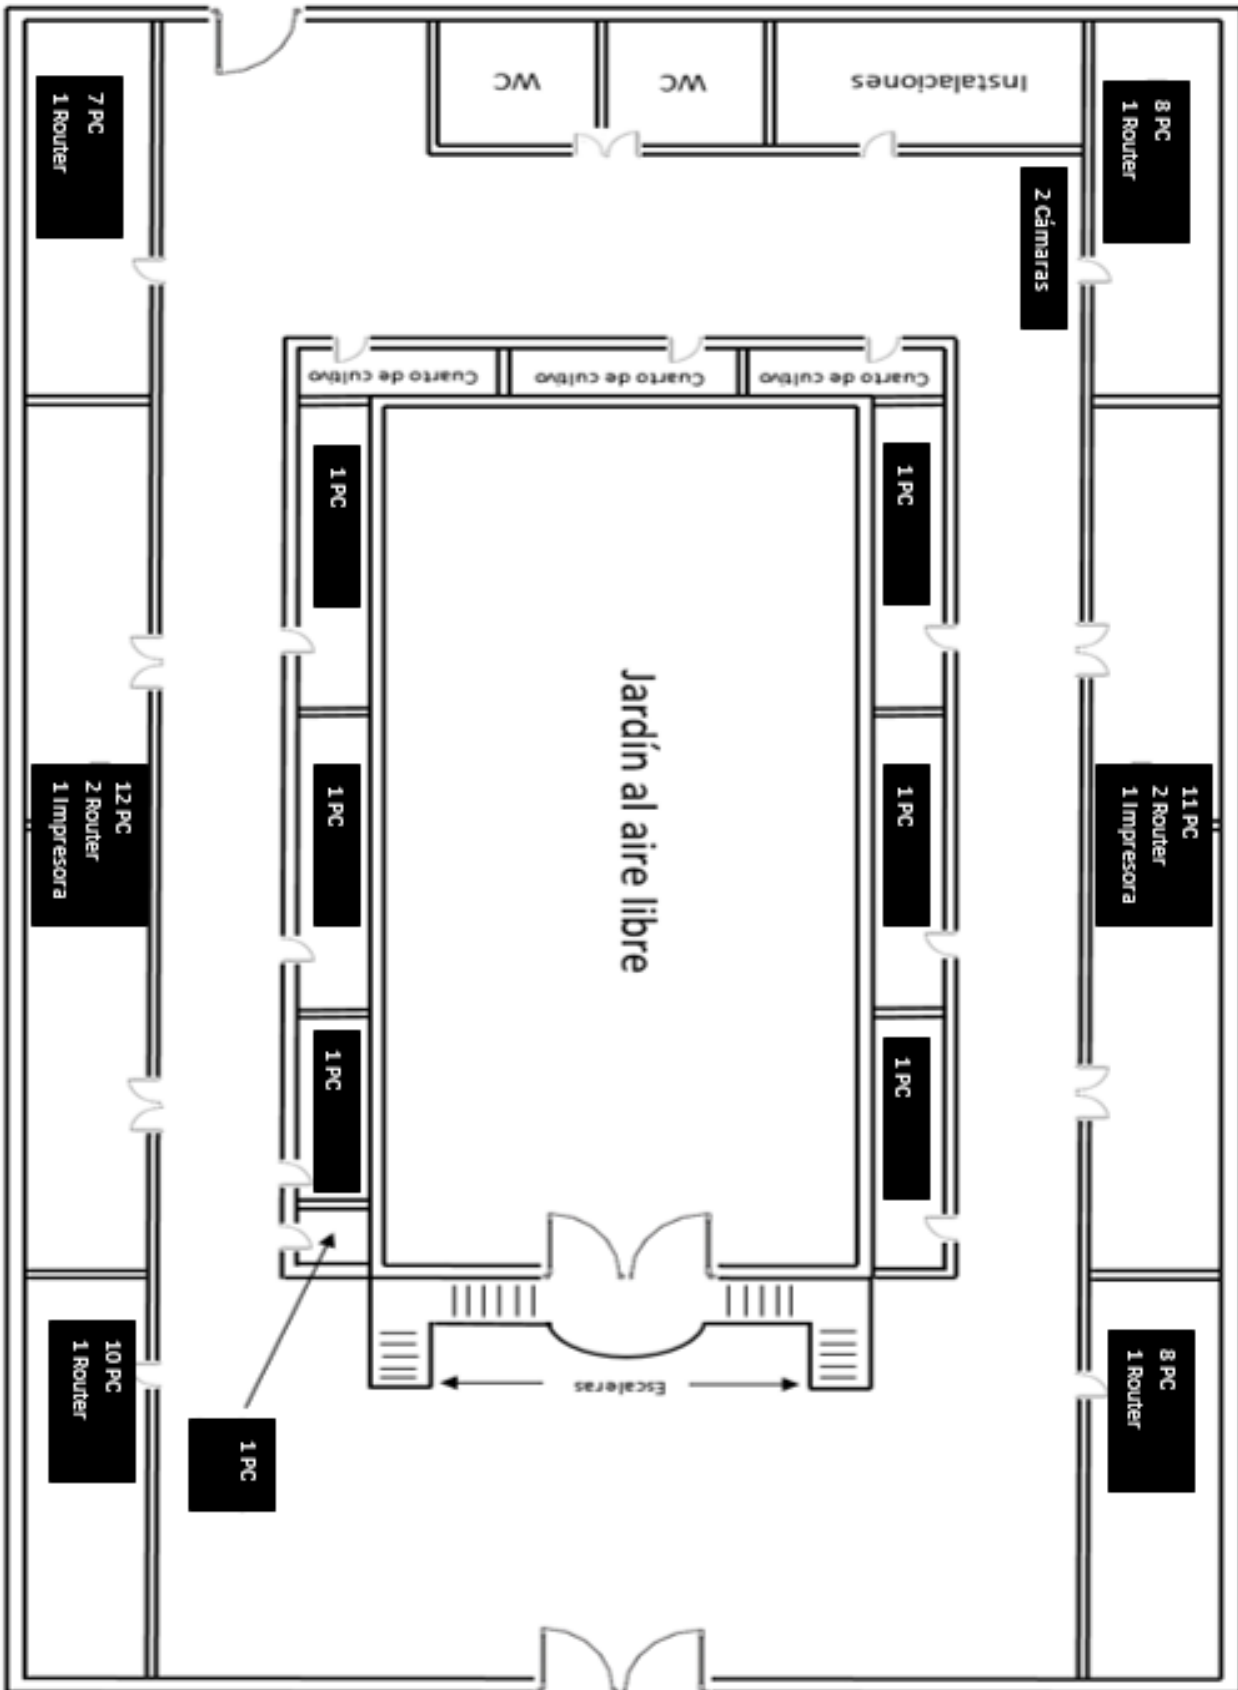 7 PC
1 Router
WC
WC
Instalaciones
8 PC
1 Router
2 Cámaras
Cuarto de cultivo
Cuarto de cultivo
Cuarto de cultivo
1 PC
1 PC
Jardín al aire libre
12 PC
2 Router
1 Impresora
1 PC
1 PC
11 PC
2 Router
1 Impresora
1 PC
1 PC
10 PC
1 Router
1 PC
Escaleras
8 PC
1 Router